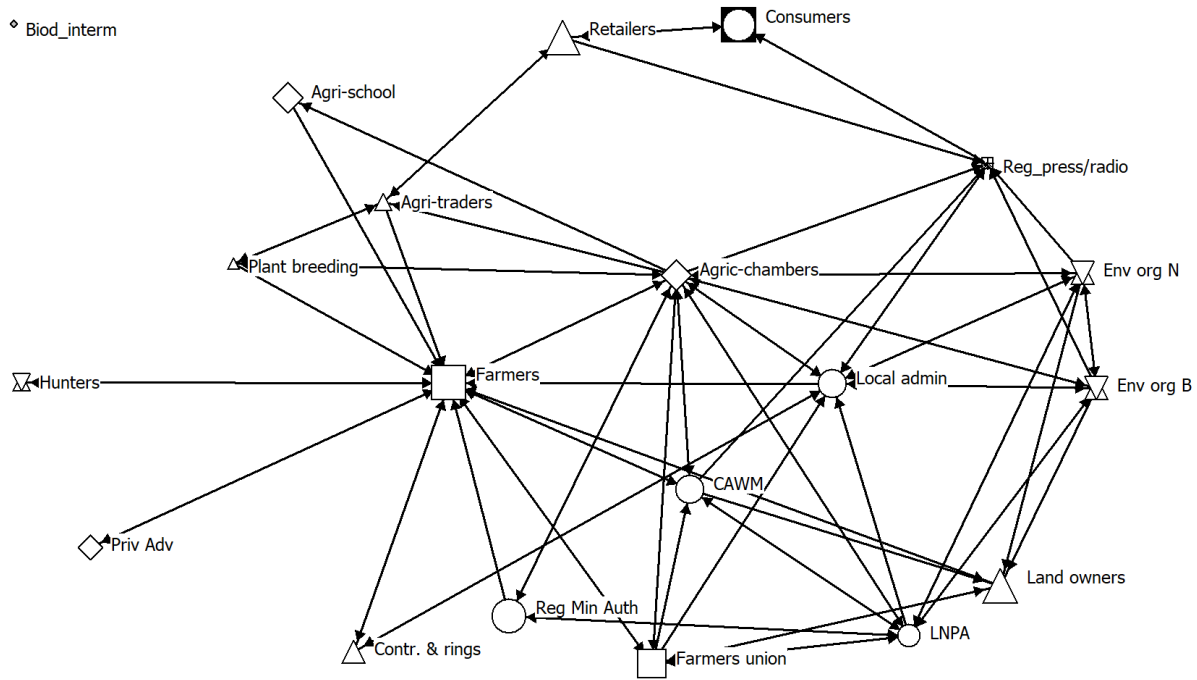 Consumers
Retailers
Biod_interm
Agri-school
Reg_press/radio
Agri-traders
Plant breeding
Agric-chambers
Env org N
Hunters
Farmers
Local admin
Env org B
CAWM
Priv Adv
Land owners
Reg Min Auth
LNPA
Contr. & rings
Farmers union